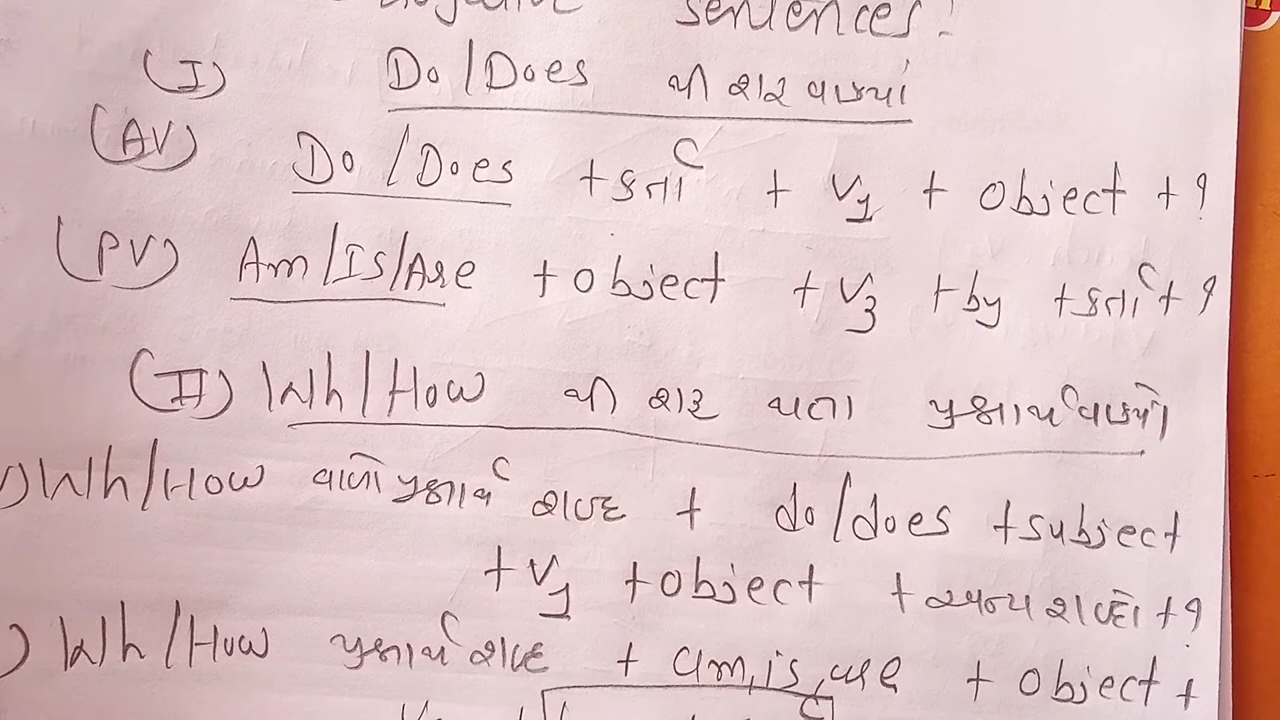 sentences:
(I) Do/Does થી શરૂ વાક્યો
(AV) Do/Does + કર્તા + V1 + object + ?
(PV) Am/Is/Are + object + V3 + by + કર્તા + ?
(II) Wh/How થી શરૂ થતા પ્રશ્નાર્થ વાક્યો
) Wh/How વાળો પ્રશ્નાર્થ શબ્દ + do/does + subject
+ V1 + object + અન્ય શબ્દો + ?
) Wh/How પ્રશ્નાર્થ શબ્દ + am, is, are + object +